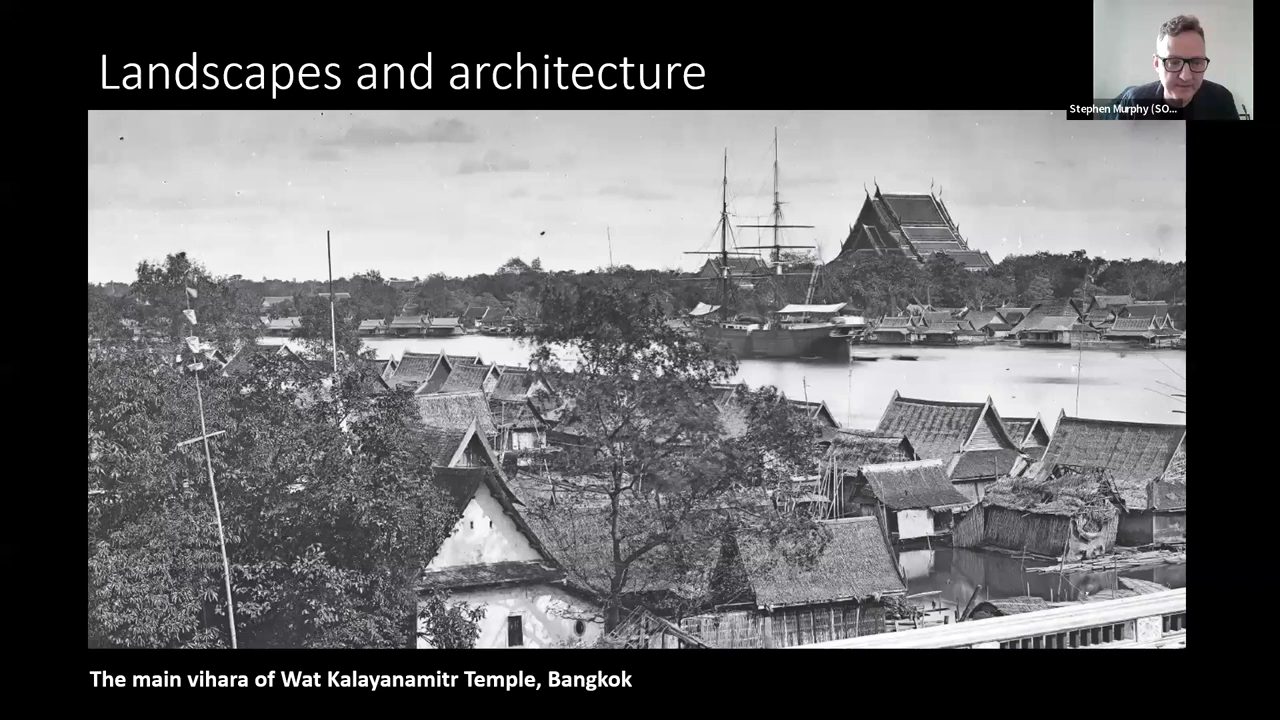 Landscapes and architecture
Stephen Murphy (SO...
The main vihara of Wat Kalayanamitr Temple, Bangkok